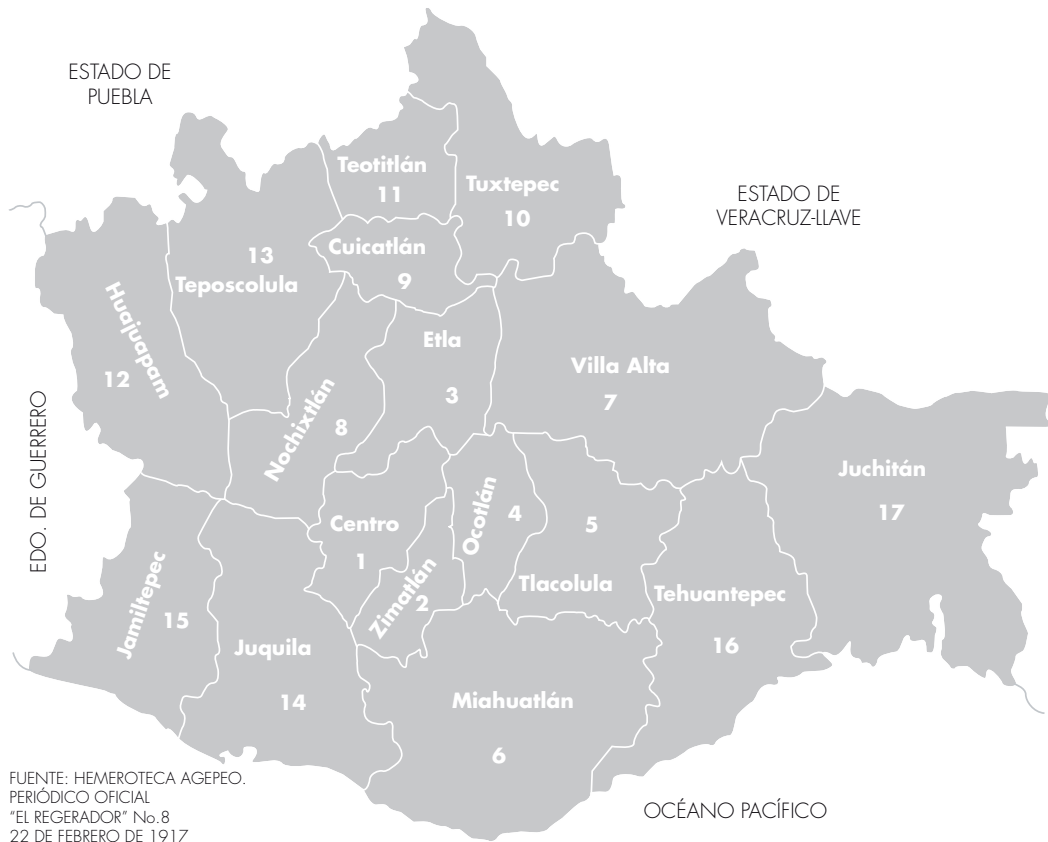 ESTADO DE
PUEBLA
Teotitlán
11
Tuxtepec
10
ESTADO DE
VERACRUZ-LLAVE
13
Teposcolula
Cuicatlán
9
Huajuapam
12
Etla
3
Villa Alta
7
Nochixtlán
8
EDO. DE GUERRERO
Juchitán
17
Centro
1
Ocotlán
4
5
Tlacolula
Zimatlán
2
Tehuantepec
16
Jamiltepec
15
Juquila
14
Miahuatlán
6
OCÉANO PACÍFICO
FUENTE: HEMEROTECA AGEPEO.
PERIÓDICO OFICIAL
"EL REGERADOR" No.8
22 DE FEBRERO DE 1917